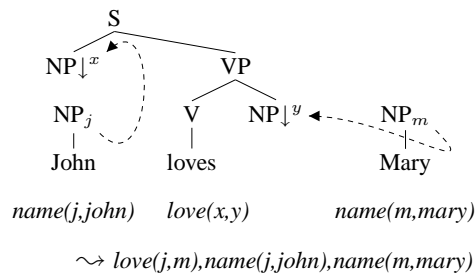 S
NP↓x VP
NPj V NP↓y NPm
John loves Mary
name(j,john) love(x,y) name(m,mary)
⤳ love(j,m),name(j,john),name(m,mary)